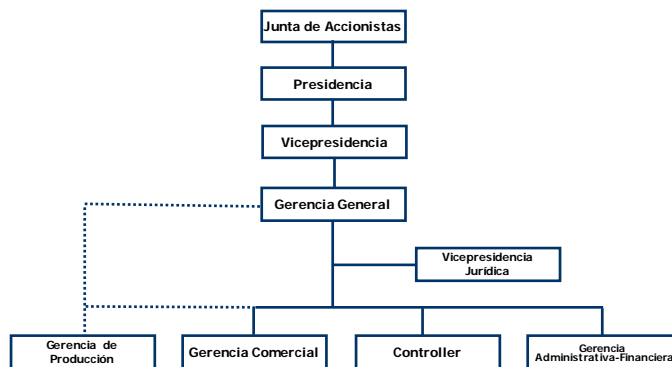 Junta de Accionistas
Presidencia
Vicepresidencia
Gerencia General
Vicepresidencia
Jurídica
Gerencia de
Producción
Gerencia Comercial
Controller
Gerencia
Administrativa-Financiera